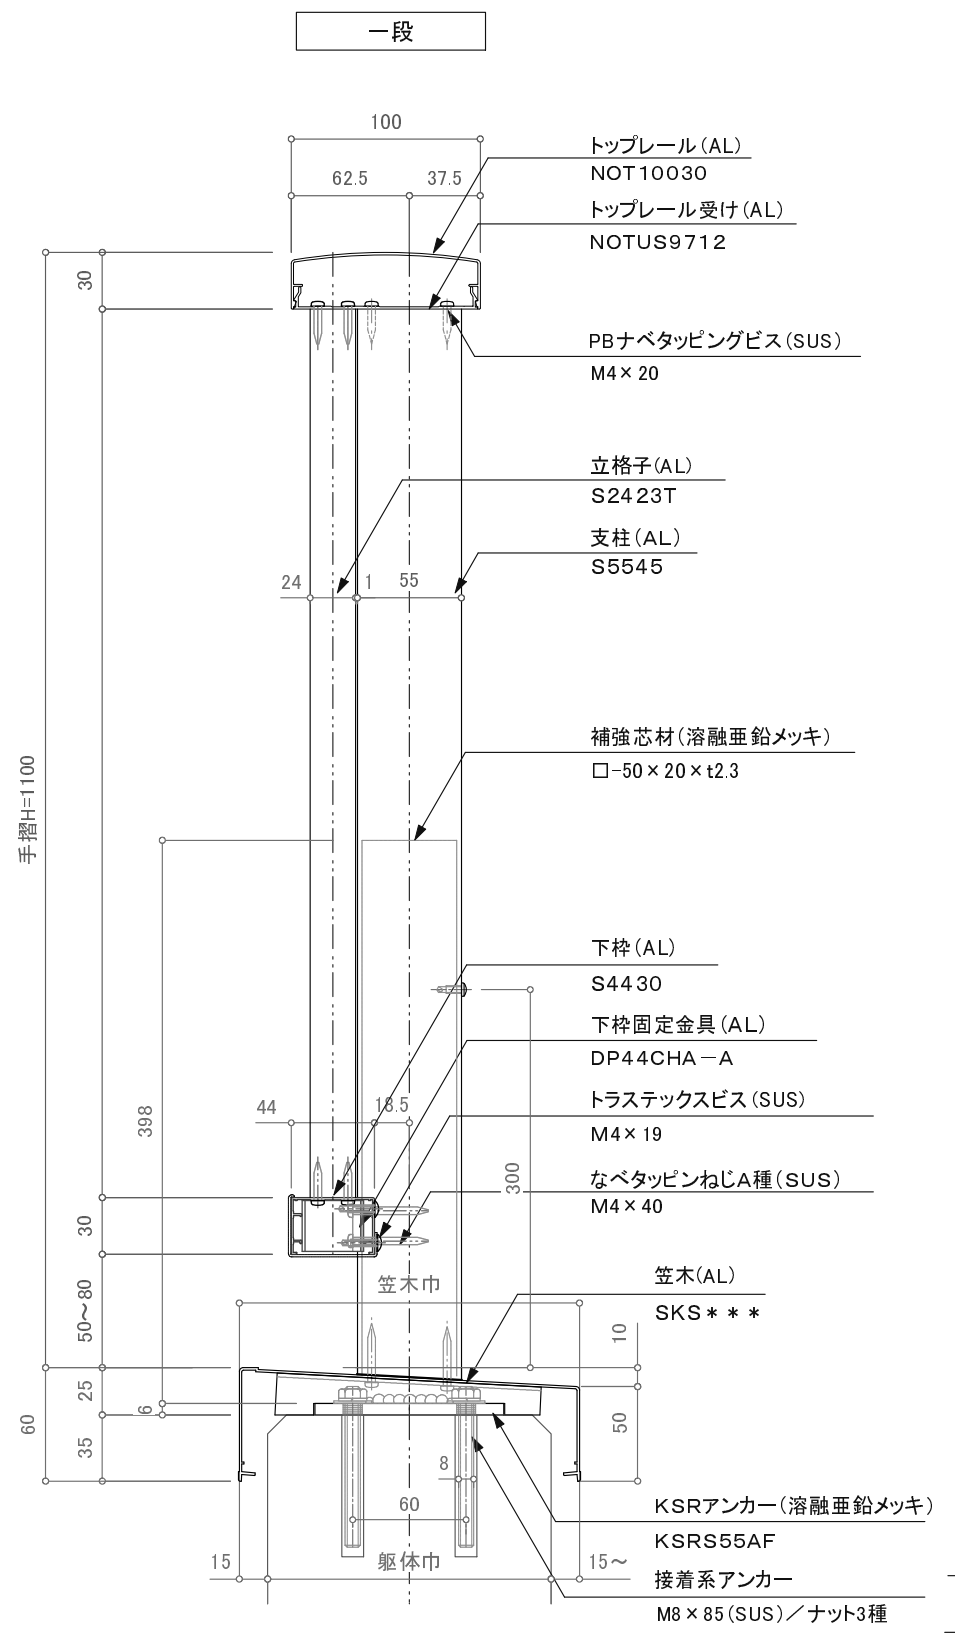 一段
100
62.5
37.5
トップレール(AL)
NOT10030
トップレール受け(AL)
NOTUS9712
30
PBナベタッピングビス(SUS)
M4×20
立格子(AL)
S2423T
支柱(AL)
S5545
24
1
55
補強芯材(溶融亜鉛メッキ)
□-50×20×t2.3
手摺H=1100
下枠(AL)
S4430
下枠固定金具(AL)
DP44CHA-A
トラステックスビス(SUS)
M4×19
なベタッピンねじA種(SUS)
M4×40
44
18.5
398
300
30
50~80
笠木巾
笠木(AL)
SKS***
10
25
6
60
35
50
8
60
KSRアンカー(溶融亜鉛メッキ)
KSRS55AF
15
躯体巾
15~
接着系アンカー
M8×85(SUS)/ナット3種